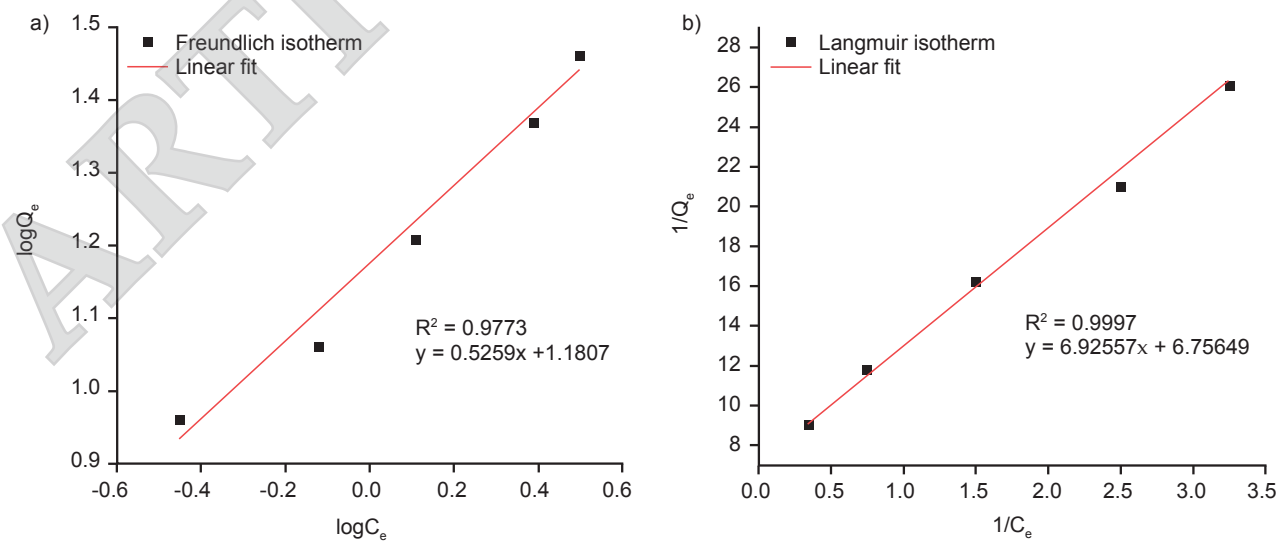 a)
Freundlich isotherm
Linear fit
1.5
1.4
1.3
1.2
1.1
1.0
0.9
logQₑ
R² = 0.9773
y = 0.5259x +1.1807
-0.6 -0.4 -0.2 0.0 0.2 0.4 0.6
logCₑ
b)
Langmuir isotherm
Linear fit
28
26
24
22
20
18
16
14
12
10
8
1/Qₑ
R² = 0.9997
y = 6.92557x + 6.75649
0.0 0.5 1.0 1.5 2.0 2.5 3.0 3.5
1/Cₑ
ARTI